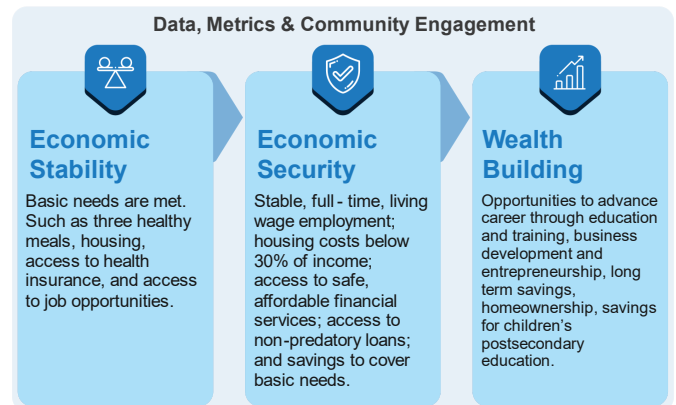 Data, Metrics & Community Engagement
Economic
Stability
Basic needs are met.
Such as three healthy
meals, housing,
access to health
insurance, and access
to job opportunities.
Economic
Security
Stable, full - time, living
wage employment;
housing costs below
30% of income;
access to safe,
affordable financial
services; access to
non-predatory loans;
and savings to cover
basic needs.
Wealth
Building
Opportunities to advance
career through education
and training, business
development and
entrepreneurship, long
term savings,
homeownership, savings
for children’s
postsecondary
education.